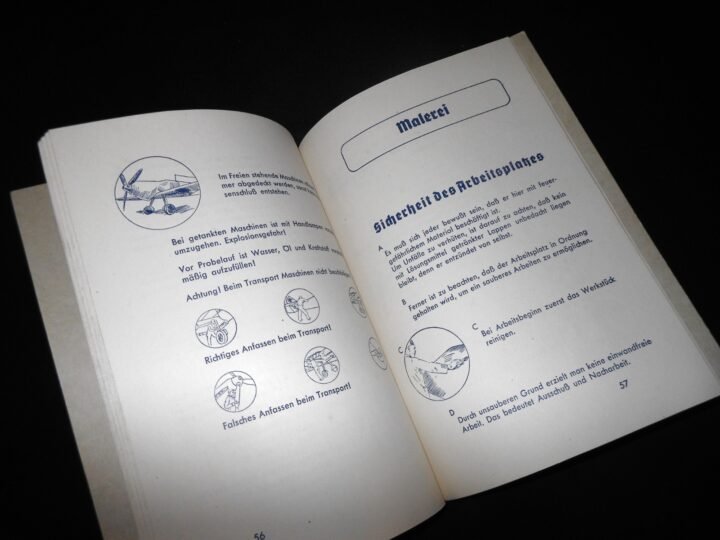 Im Freien stehende Maschinen
mer abgedeckt werden, sonst
senschluß entstehen.
Bei getankten Maschinen ist mit Handlampen
umzugehen. Explosionsgefahr!
Vor Probelauf ist Wasser, Öl und Kraftstoff
mäßig aufzufüllen!
Achtung! Beim Transport Maschinen nicht
Richtiges Anfassen beim Transport!
Falsches Anfassen beim Transport!
56
Malerei
Sicherheit des Arbeitsplatzes
A
Es muß sich jeder bewußt sein, daß er hier mit feuer-
gefährlichem Material beschäftigt ist.
Um Unfälle zu verhüten, ist darauf zu achten, daß kein
mit Lösungsmittel getränkter Lappen unbedacht liegen
bleibt, denn er entzündet von selbst.
B
Ferner ist zu beachten, daß der Arbeitsplatz in Ordnung
gehalten wird, um ein sauberes Arbeiten zu ermöglichen.
C
C
Bei Arbeitsbeginn zuerst das Werkstück
reinigen.
D
Durch unsauberen Grund erzielt man keine einwandfreie
Arbeit. Das bedeutet Ausschuß und Nacharbeit.
57